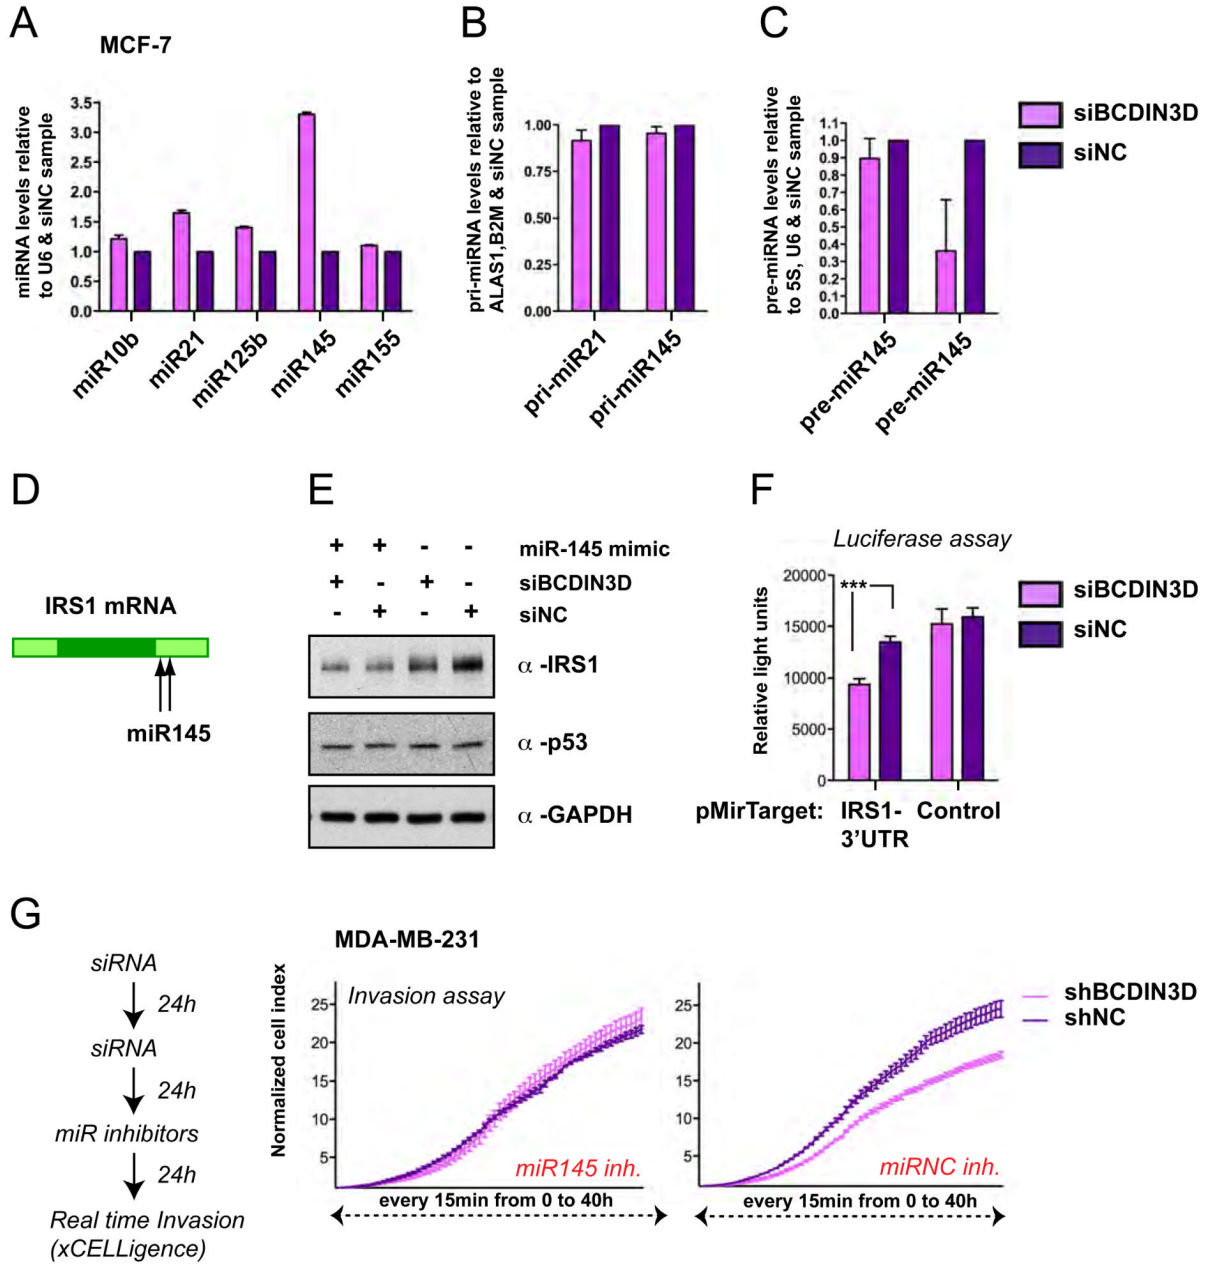 A
MCF-7
miRNA levels relative
to U6 & siNC sample
3.5
3.0
2.5
2.0
1.5
1.0
0.5
0.0
miR10b
miR21
miR125b
miR145
miR155
B
pri-miRNA levels relative to
ALAS1,B2M & siNC sample
1.00
0.75
0.50
0.25
0.00
pri-miR21
pri-miR145
C
pre-miRNA levels relative
to 5S, U6 & siNC sample
1.1
1.0
0.9
0.8
0.7
0.6
0.5
0.4
0.3
0.2
0.1
0.0
pre-miR145
pre-miR145
siBCDIN3D
siNC
D
IRS1 mRNA
miR145
E
+ + - - miR-145 mimic
+ - + - siBCDIN3D
- + - + siNC
α -IRS1
α -p53
α -GAPDH
F
Luciferase assay
Relative light units
20000
15000
10000
5000
0
***
pMirTarget: IRS1- Control
3'UTR
siBCDIN3D
siNC
G
siRNA
24h
siRNA
24h
miR inhibitors
24h
Real time Invasion
(xCELLigence)
MDA-MB-231
Normalized cell index
25
20
15
10
5
Invasion assay
miR145 inh.
every 15min from 0 to 40h
25
20
15
10
5
miRNC inh.
every 15min from 0 to 40h
shBCDIN3D
shNC